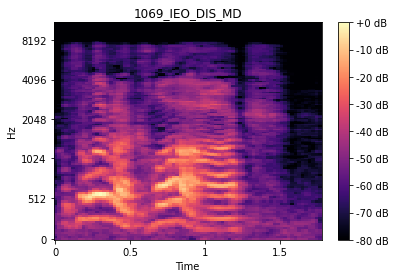 1069_IEO_DIS_MD
Hz
8192
4096
2048
1024
512
0
0
0.5
1
1.5
Time
+0 dB
-10 dB
-20 dB
-30 dB
-40 dB
-50 dB
-60 dB
-70 dB
-80 dB